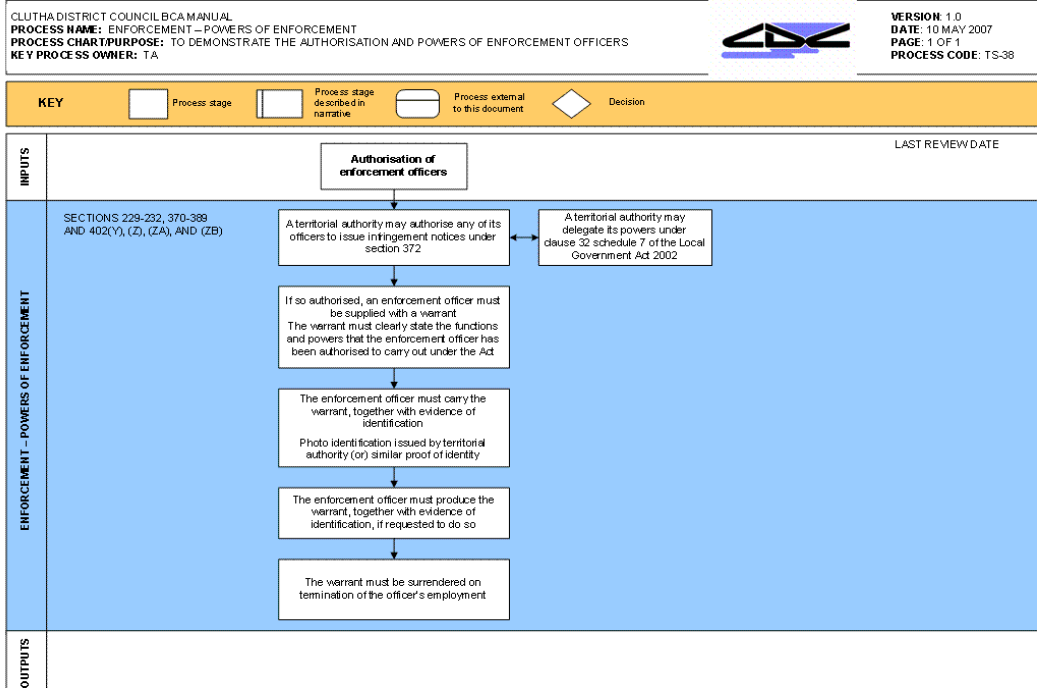 CLUTHA DISTRICT COUNCIL BCA MANUAL
PROCESS NAME: ENFORCEMENT – POWERS OF ENFORCEMENT
PROCESS CHART/PURPOSE: TO DEMONSTRATE THE AUTHORISATION AND POWERS OF ENFORCEMENT OFFICERS
KEY PROCESS OWNER: TA
CDC
VERSION: 1.0
DATE: 10 MAY 2007
PAGE: 1 OF 1
PROCESS CODE: TS-38
KEY
Process stage
Process stage
described in
narrative
Process external
to this document
Decision
INPUTS
LAST REVIEW DATE
Authorisation of
enforcement officers
ENFORCEMENT – POWERS OF ENFORCEMENT
SECTIONS 229-232, 370-389
AND 402(Y), (Z), (ZA), AND (ZB)
A territorial authority may authorise any of its
officers to issue infringement notices under
section 372
A territorial authority may
delegate its powers under
clause 32 schedule 7 of the Local
Government Act 2002
If so authorised, an enforcement officer must
be supplied with a warrant
The warrant must clearly state the functions
and powers that the enforcement officer has
been authorised to carry out under the Act
The enforcement officer must carry the
warrant, together with evidence of
identification
Photo identification issued by territorial
authority (or) similar proof of identity
The enforcement officer must produce the
warrant, together with evidence of
identification, if requested to do so
The warrant must be surrendered on
termination of the officer's employment
OUTPUTS